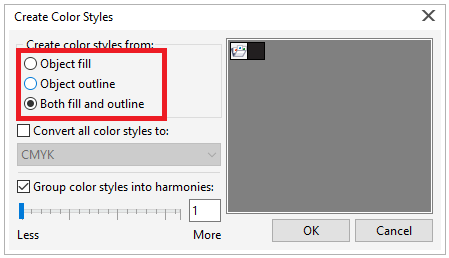 Create Color Styles
Create color styles from:
Object fill
Object outline
Both fill and outline
Convert all color styles to:
CMYK
Group color styles into harmonies:
1
Less More
OK Cancel